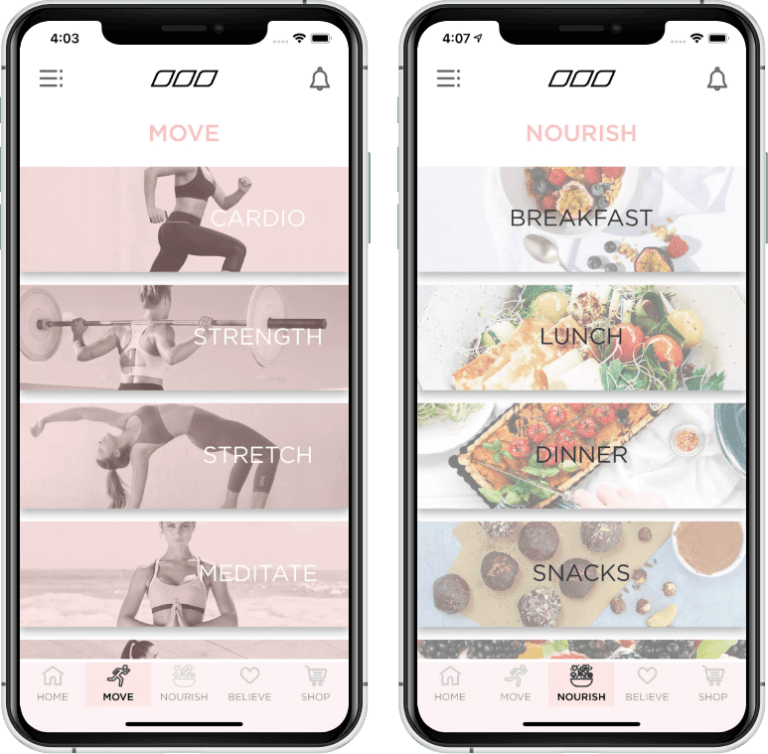 4:03
MOVE
CARDIO
STRENGTH
STRETCH
MEDITATE
HOME
MOVE
NOURISH
BELIEVE
SHOP
4:07
NOURISH
BREAKFAST
LUNCH
DINNER
SNACKS
HOME
MOVE
NOURISH
BELIEVE
SHOP